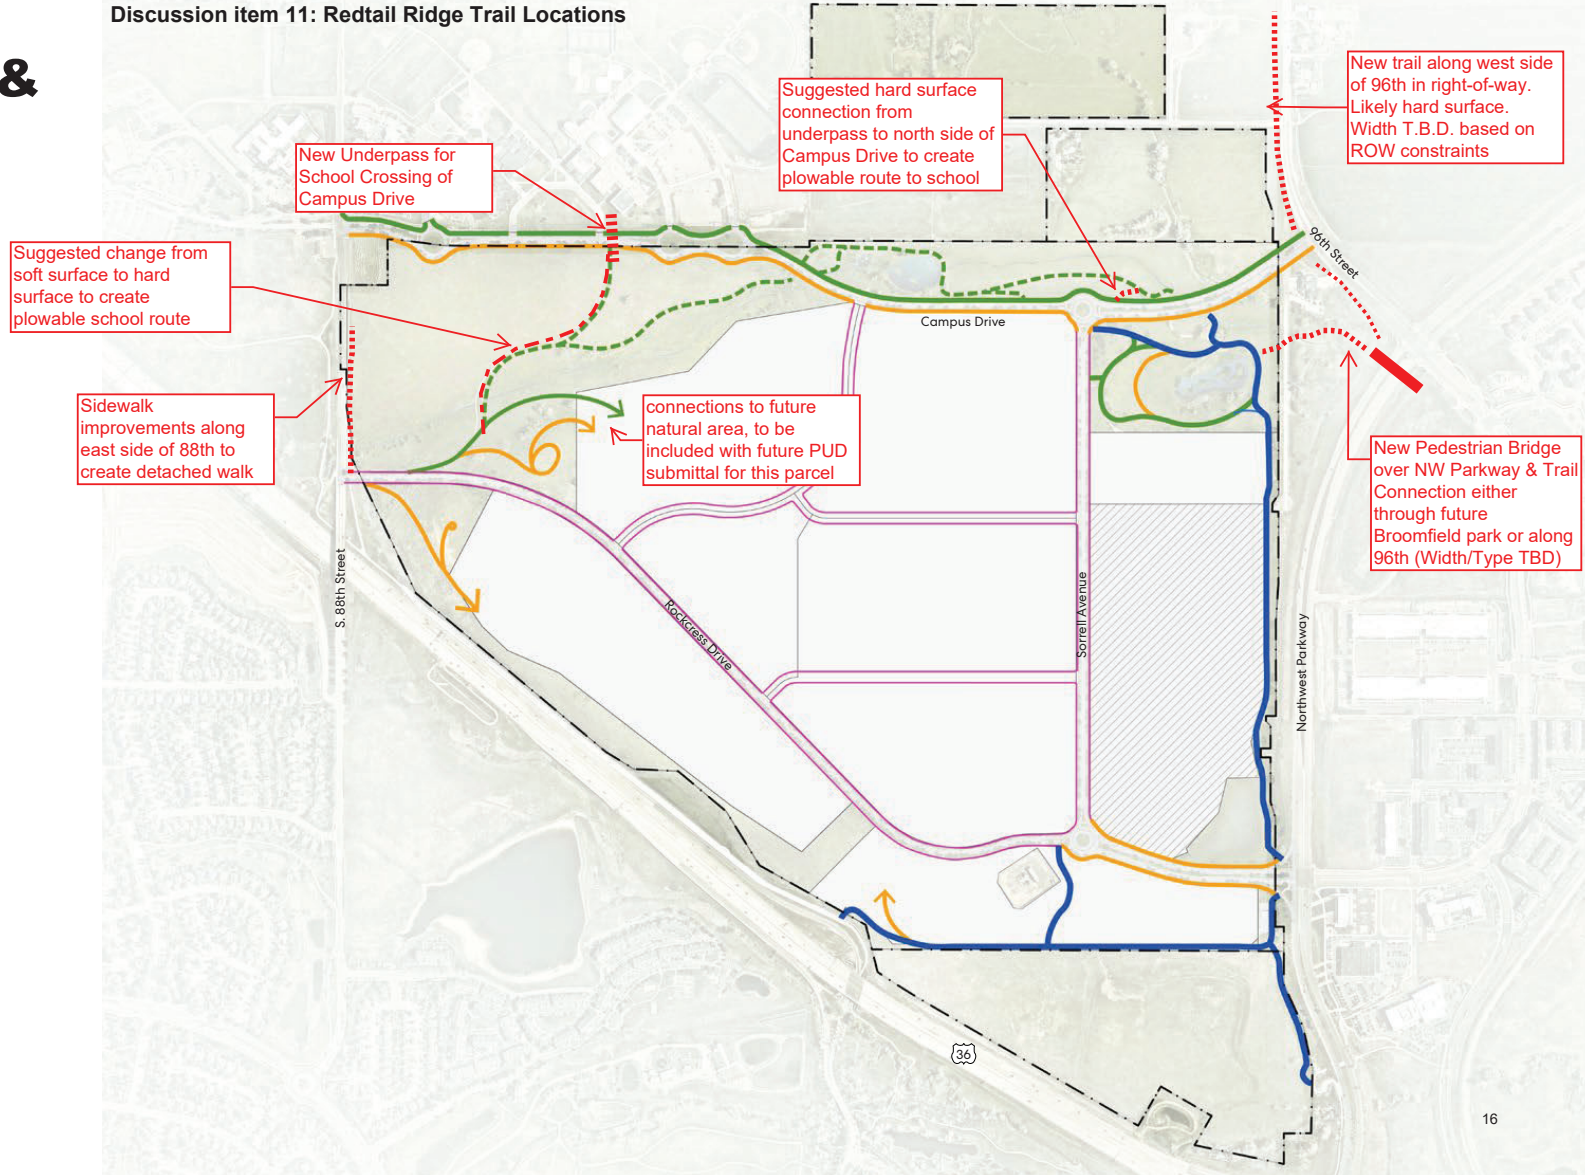 Discussion item 11: Redtail Ridge Trail Locations
&
New trail along west side
of 96th in right-of-way.
Likely hard surface.
Width T.B.D. based on
ROW constraints
Suggested hard surface
connection from
underpass to north side of
Campus Drive to create
plowable route to school
New Underpass for
School Crossing of
Campus Drive
Suggested change from
soft surface to hard
surface to create
plowable school route
96th Street
Campus Drive
Sidewalk
improvements along
east side of 88th to
create detached walk
connections to future
natural area, to be
included with future PUD
submittal for this parcel
New Pedestrian Bridge
over NW Parkway & Trail
Connection either
through future
Broomfield park or along
96th (Width/Type TBD)
S. 88th Street
Rockcress Drive
Sorrell Avenue
Northwest Parkway
36
16